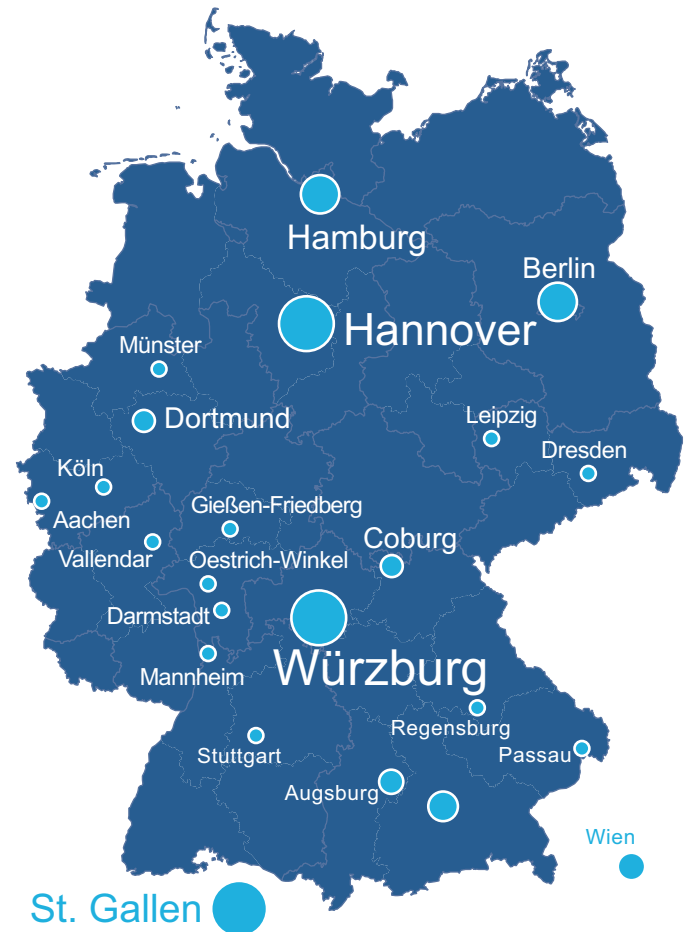 Hamburg
Berlin
Hannover
Münster
Dortmund
Leipzig
Dresden
Köln
Aachen
Gießen-Friedberg
Vallendar
Oestrich-Winkel
Coburg
Darmstadt
Würzburg
Mannheim
Regensburg
Stuttgart
Passau
Augsburg
Wien
St. Gallen